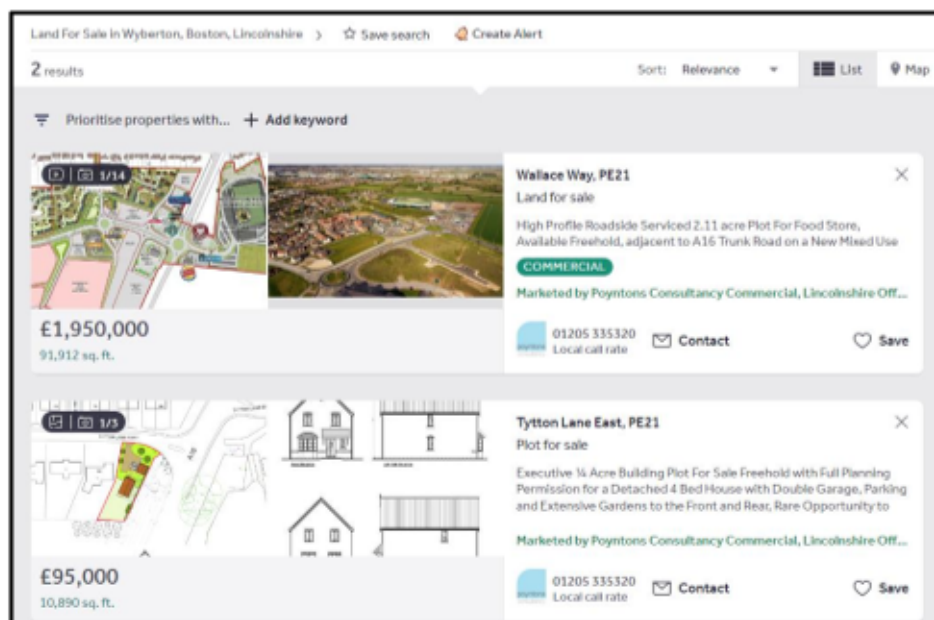 Land For Sale in Wyberton, Boston, Lincolnshire > Save search Create Alert
2 results
Sort: Relevance List Map
Prioritise properties with... + Add keyword
1/14
Wallace Way, PE21
Land for sale
High Profile Roadside Serviced 2.11 acre Plot For Food Store,
Available Freehold, adjacent to A16 Trunk Road on a New Mixed Use
COMMERCIAL
Marketed by Poyntons Consultancy Commercial, Lincolnshire Off...
£1,950,000
91,912 sq. ft.
01205 335320
Local call rate
Contact
Save
1/3
Tytton Lane East, PE21
Plot for sale
Executive ¼ Acre Building Plot For Sale Freehold with Full Planning
Permission for a Detached 4 Bed House with Double Garage, Parking
and Extensive Gardens to the Front and Rear, Rare Opportunity to
Marketed by Poyntons Consultancy Commercial, Lincolnshire Off...
£95,000
10,890 sq. ft.
01205 335320
Local call rate
Contact
Save